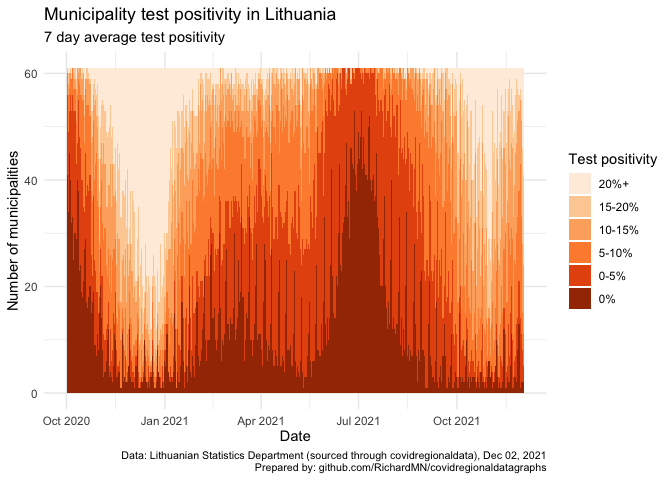 Municipality test positivity in Lithuania
7 day average test positivity
Number of municipalities
60
40
20
0
Oct 2020 Jan 2021 Apr 2021 Jul 2021 Oct 2021
Date
Test positivity
20%+
15-20%
10-15%
5-10%
0-5%
0%
Data: Lithuanian Statistics Department (sourced through covidregionaldata), Dec 02, 2021
Prepared by: github.com/RichardMN/covidregionaldatagraphs